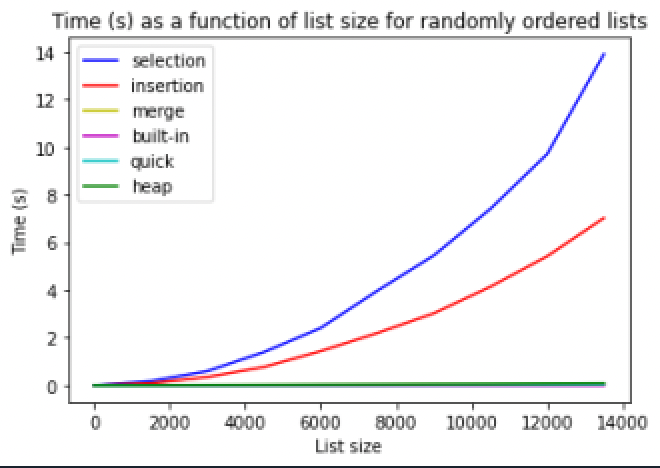 Time (s) as a function of list size for randomly ordered lists
14
12
10
8
6
4
2
0
Time (s)
selection
insertion
merge
built-in
quick
heap
0 2000 4000 6000 8000 10000 12000 14000
List size